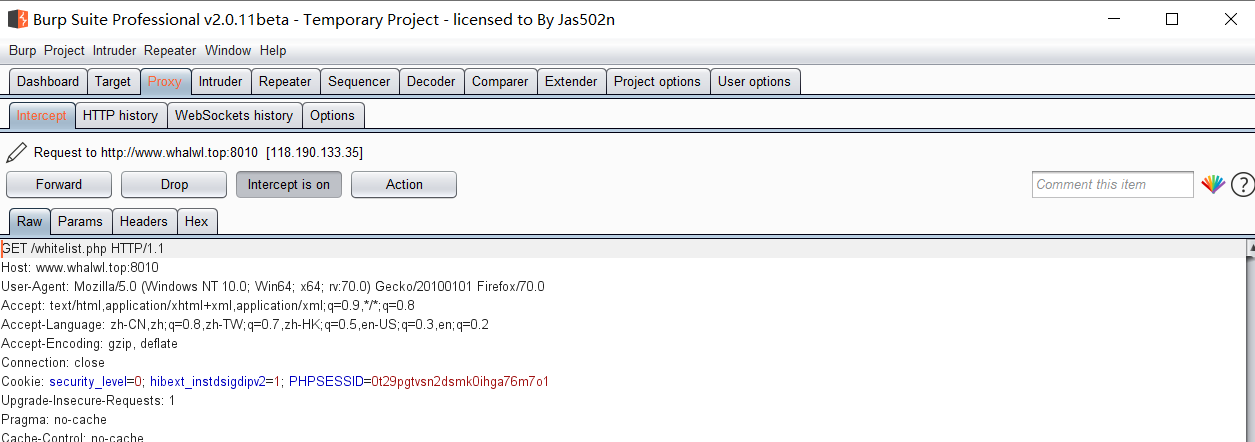 Burp Suite Professional v2.0.11beta - Temporary Project - licensed to By Jas502n
Burp Project Intruder Repeater Window Help
Dashboard Target Proxy Intruder Repeater Sequencer Decoder Comparer Extender Project options User options
Intercept HTTP history WebSockets history Options
Request to http://www.whalwl.top:8010 [118.190.133.35]
Forward Drop Intercept is on Action Comment this item ?
Raw Params Headers Hex
GET /whitelist.php HTTP/1.1
Host: www.whalwl.top:8010
User-Agent: Mozilla/5.0 (Windows NT 10.0; Win64; x64; rv:70.0) Gecko/20100101 Firefox/70.0
Accept: text/html,application/xhtml+xml,application/xml;q=0.9,*/*;q=0.8
Accept-Language: zh-CN,zh;q=0.8,zh-TW;q=0.7,zh-HK;q=0.5,en-US;q=0.3,en;q=0.2
Accept-Encoding: gzip, deflate
Connection: close
Cookie: security_level=0; hibext_instdsigdipv2=1; PHPSESSID=0t29pgtvsn2dsmk0ihga76m7o1
Upgrade-Insecure-Requests: 1
Pragma: no-cache
Cache-Control: no-cache